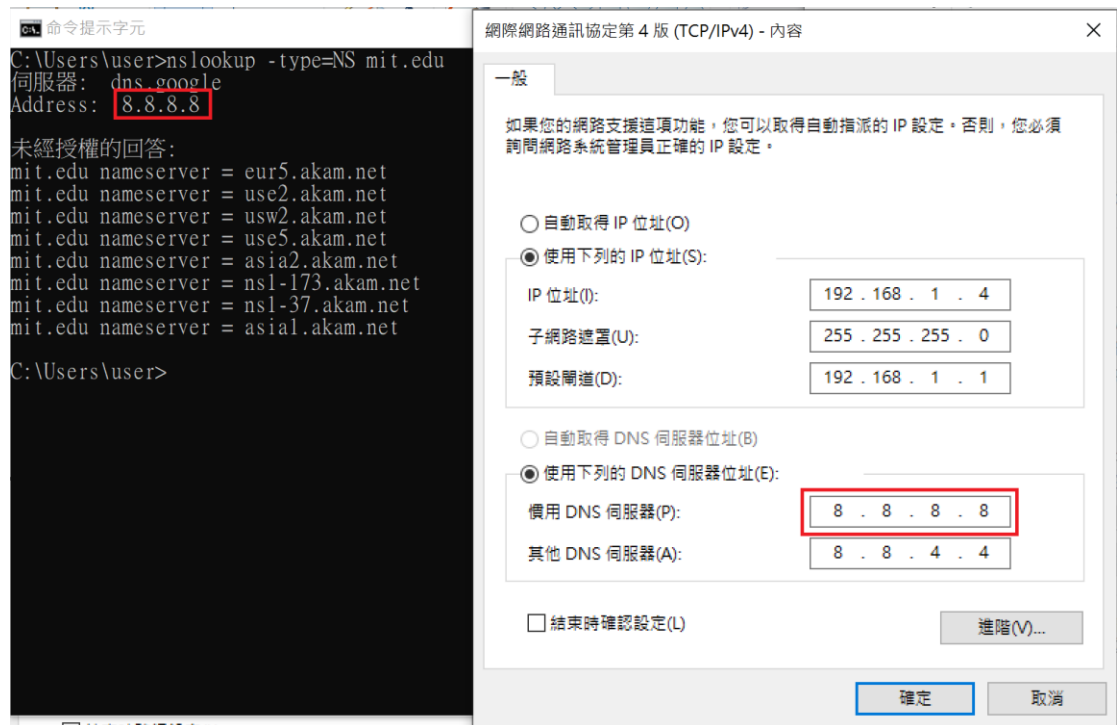 命令提示字元
C:\Users\user>nslookup -type=NS mit.edu
伺服器:  dns.google
Address:  8.8.8.8
未經授權的回答:
mit.edu nameserver = eur5.akam.net
mit.edu nameserver = use2.akam.net
mit.edu nameserver = usw2.akam.net
mit.edu nameserver = use5.akam.net
mit.edu nameserver = asia2.akam.net
mit.edu nameserver = ns1-173.akam.net
mit.edu nameserver = ns1-37.akam.net
mit.edu nameserver = asia1.akam.net
C:\Users\user>
網際網路通訊協定第 4 版 (TCP/IPv4) - 內容
一般
如果您的網路支援這項功能，您可以取得自動指派的 IP 設定。否則，您必須
詢問網路系統管理員正確的 IP 設定。
自動取得 IP 位址(O)
使用下列的 IP 位址(S):
IP 位址(I): 192 . 168 . 1 . 4
子網路遮罩(U): 255 . 255 . 255 . 0
預設閘道(D): 192 . 168 . 1 . 1
自動取得 DNS 伺服器位址(B)
使用下列的 DNS 伺服器位址(E):
慣用 DNS 伺服器(P): 8 . 8 . 8 . 8
其他 DNS 伺服器(A): 8 . 8 . 4 . 4
結束時確認設定(L)
進階(V)...
確定 取消